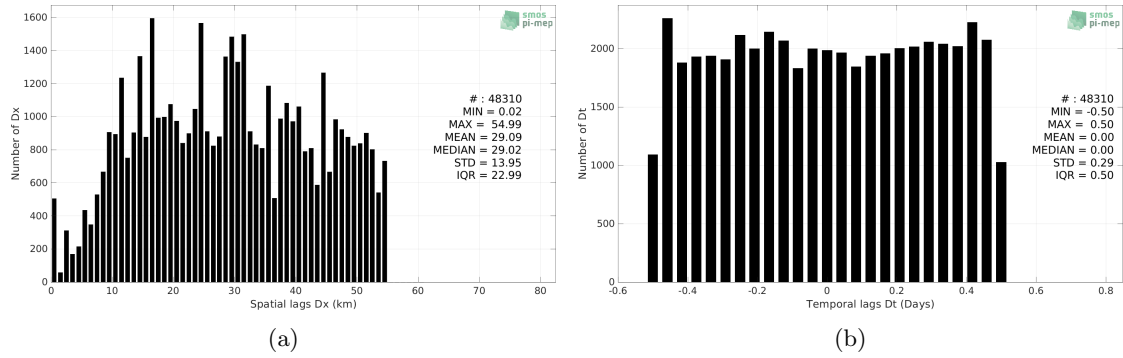 1600
1400
1200
1000
800
600
400
200
0
Number of Dx
0 10 20 30 40 50 60 70 80
Spatial lags Dx (km)
smos
pi-mep
# : 48310
MIN = 0.02
MAX = 54.99
MEAN = 29.09
MEDIAN = 29.02
STD = 13.95
IQR = 22.99
(a)
2000
1500
1000
500
0
Number of Dt
-0.6 -0.4 -0.2 0 0.2 0.4 0.6 0.8
Temporal lags Dt (Days)
smos
pi-mep
# : 48310
MIN = -0.50
MAX = 0.50
MEAN = 0.00
MEDIAN = 0.00
STD = 0.29
IQR = 0.50
(b)